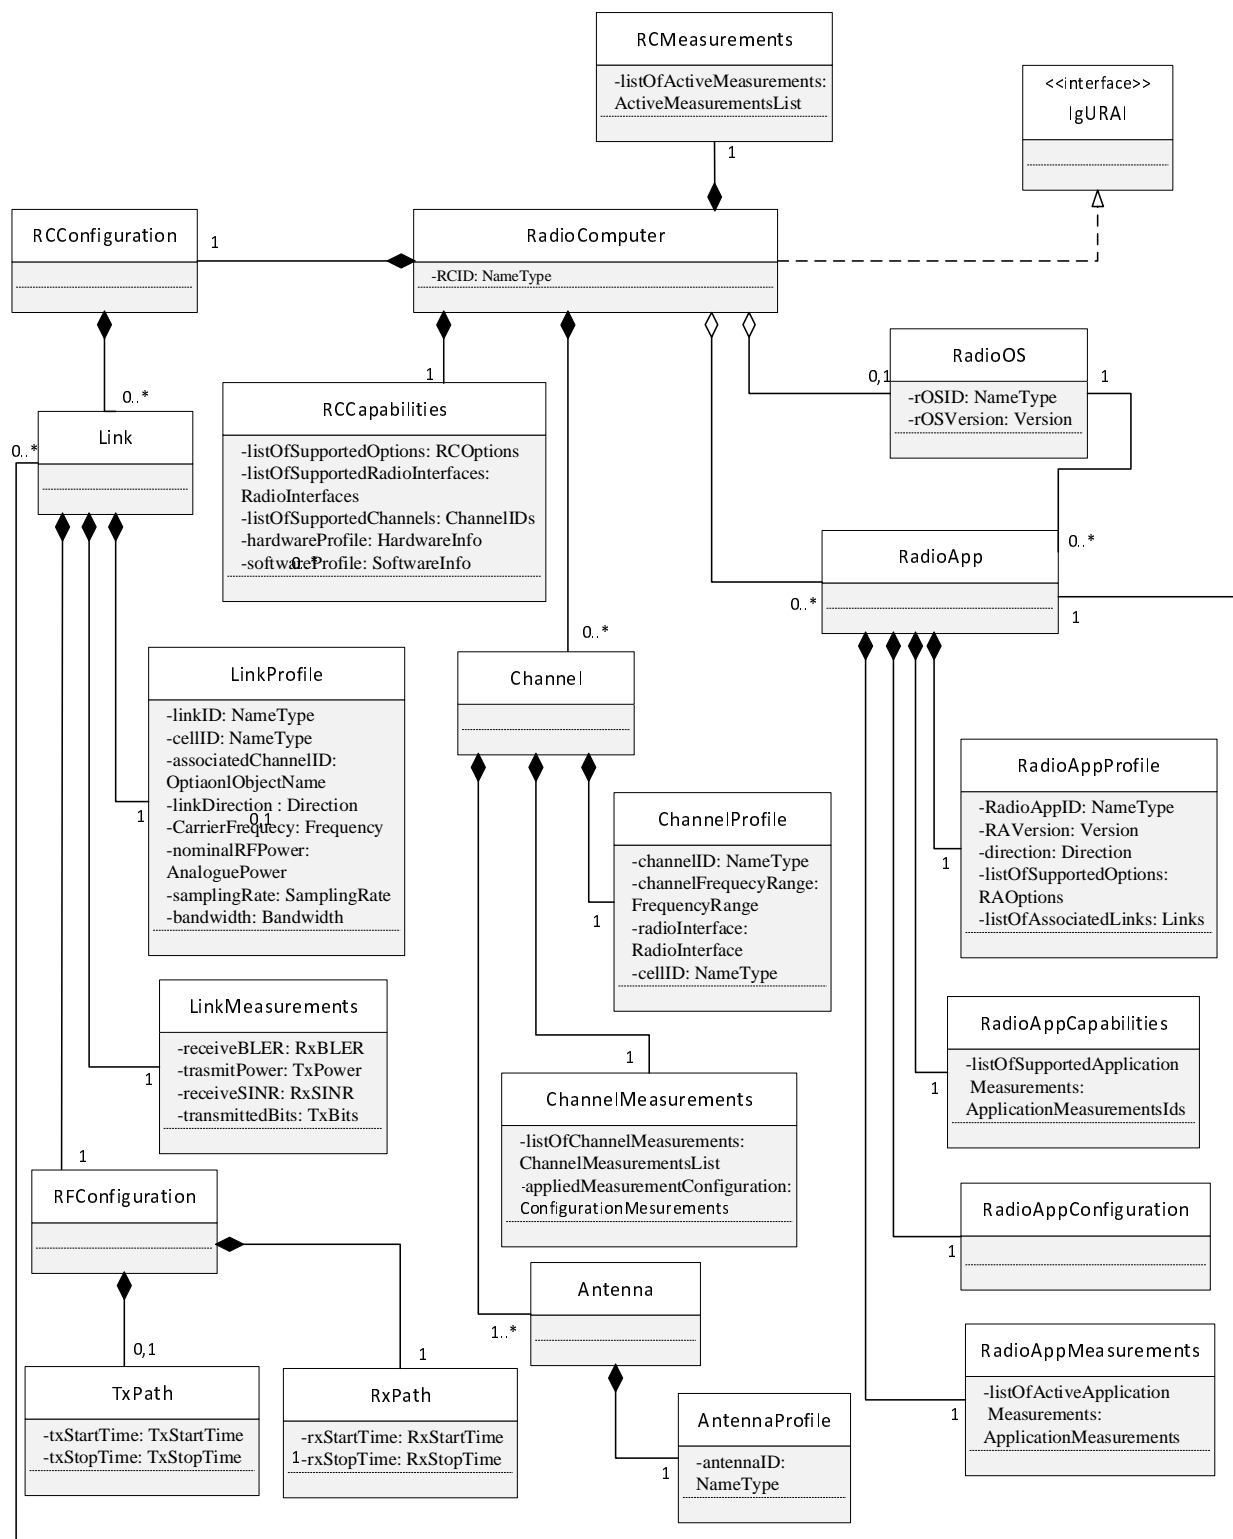 RCMeasurements
-listOfActiveMeasurements:
ActiveMeasurementsList
1
<<interface>>
IgURAI
RCConfiguration
1
RadioComputer
-RCID: NameType
0..*
1
RCCapabilities
-listOfSupportedOptions: RCOptions
-listOfSupportedRadioInterfaces:
RadioInterfaces
-listOfSupportedChannels: ChannelIDs
-hardwareProfile: HardwareInfo
-softwareProfile: SoftwareInfo
0..*
RadioOS
-rOSID: NameType
-rOSVersion: Version
0,1
1
0..*
Link
0..*
RadioApp
0..*
1
0..*
LinkProfile
-linkID: NameType
-cellID: NameType
-associatedChannelID:
OptiaonlObjectName
-linkDirection : Direction
-CarrierFrequecy: Frequency
-nominalRFPower:
AnaloguePower
-samplingRate: SamplingRate
-bandwidth: Bandwidth
1
0,1
Channel
ChannelProfile
-channelID: NameType
-channelFrequecyRange:
FrequencyRange
-radioInterface:
RadioInterface
-cellID: NameType
1
RadioAppProfile
-RadioAppID: NameType
-RAVersion: Version
-direction: Direction
-listOfSupportedOptions:
RAOptions
-listOfAssociatedLinks: Links
1
LinkMeasurements
-receiveBLER: RxBLER
-trasmitPower: TxPower
-receiveSINR: RxSINR
-transmittedBits: TxBits
1
1
ChannelMeasurements
-listOfChannelMeasurements:
ChannelMeasurementsList
-appliedMeasurementConfiguration:
ConfigurationMesurements
RadioAppCapabilities
-listOfSupportedApplication
Measurements:
ApplicationMeasurementsIds
1
1
RFConfiguration
RadioAppConfiguration
1
Antenna
1..*
0,1
1
TxPath
-txStartTime: TxStartTime
-txStopTime: TxStopTime
RxPath
-rxStartTime: RxStartTime
-rxStopTime: RxStopTime
1
AntennaProfile
-antennaID:
NameType
1
RadioAppMeasurements
-listOfActiveApplication
Measurements:
ApplicationMeasurements
1